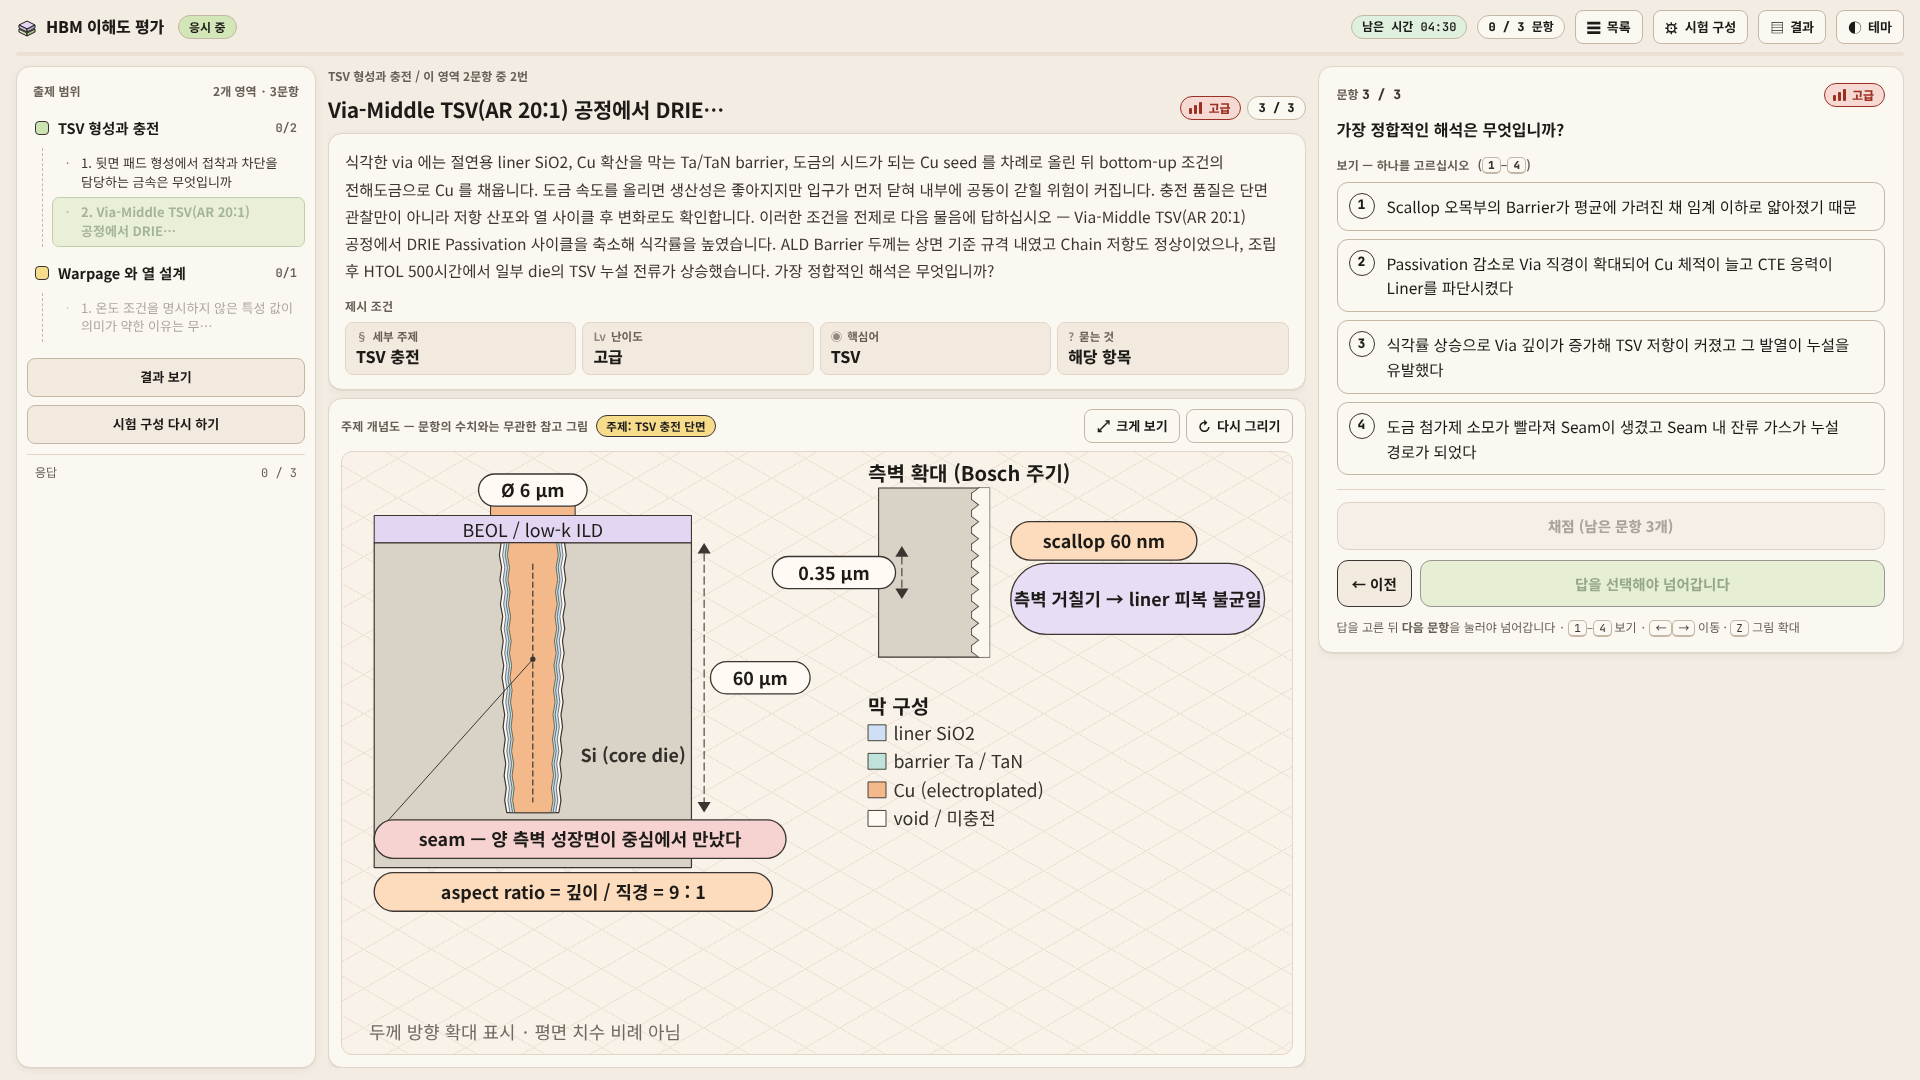 HBM 이해도 평가
응시 중
남은 시간 04:30
0 / 3 문항
목록
시험 구성
결과
테마
출제 범위
2개 영역 · 3문항
TSV 형성과 충전
0/2
· 1. 뒷면 패드 형성에서 접착과 차단을
담당하는 금속은 무엇입니까
· 2. Via-Middle TSV(AR 20:1)
공정에서 DRIE…
Warpage 와 열 설계
0/1
· 1. 온도 조건을 명시하지 않은 특성 값이
의미가 약한 이유는 무…
결과 보기
시험 구성 다시 하기
응답
0 / 3
TSV 형성과 충전 / 이 영역 2문항 중 2번
Via-Middle TSV(AR 20:1) 공정에서 DRIE…
고급
3 / 3
식각한 via 에는 절연용 liner SiO2, Cu 확산을 막는 Ta/TaN barrier, 도금의 시드가 되는 Cu seed 를 차례로 올린 뒤 bottom-up 조건의
전해도금으로 Cu 를 채웁니다. 도금 속도를 올리면 생산성은 좋아지지만 입구가 먼저 닫혀 내부에 공동이 갇힐 위험이 커집니다. 충전 품질은 단면
관찰만이 아니라 저항 산포와 열 사이클 후 변화로도 확인합니다. 이러한 조건을 전제로 다음 물음에 답하십시오 — Via-Middle TSV(AR 20:1)
공정에서 DRIE Passivation 사이클을 축소해 식각률을 높였습니다. ALD Barrier 두께는 상면 기준 규격 내였고 Chain 저항도 정상이었으나, 조립
후 HTOL 500시간에서 일부 die의 TSV 누설 전류가 상승했습니다. 가장 정합적인 해석은 무엇입니까?
제시 조건
§ 세부 주제
TSV 충전
Lv 난이도
고급
◉ 핵심어
TSV
? 묻는 것
해당 항목
주제 개념도 — 문항의 수치와는 무관한 참고 그림
주제: TSV 충전 단면
크게 보기
다시 그리기
Ø 6 µm
BEOL / low-k ILD
60 µm
Si (core die)
seam — 양 측벽 성장면이 중심에서 만났다
aspect ratio = 깊이 / 직경 = 9 : 1
측벽 확대 (Bosch 주기)
0.35 µm
scallop 60 nm
측벽 거칠기 → liner 피복 불균일
막 구성
liner SiO2
barrier Ta / TaN
Cu (electroplated)
void / 미충전
두께 방향 확대 표시 · 평면 치수 비례 아님
문항 3 / 3
고급
가장 정합적인 해석은 무엇입니까?
보기 — 하나를 고르십시오 (1–4)
1 Scallop 오목부의 Barrier가 평균에 가려진 채 임계 이하로 얇아졌기 때문
2 Passivation 감소로 Via 직경이 확대되어 Cu 체적이 늘고 CTE 응력이
Liner를 파단시켰다
3 식각률 상승으로 Via 깊이가 증가해 TSV 저항이 커졌고 그 발열이 누설을
유발했다
4 도금 첨가제 소모가 빨라져 Seam이 생겼고 Seam 내 잔류 가스가 누설
경로가 되었다
채점 (남은 문항 3개)
← 이전
답을 선택해야 넘어갑니다
답을 고른 뒤 다음 문항을 눌러야 넘어갑니다 · 1–4 보기 · ← → 이동 · Z 그림 확대